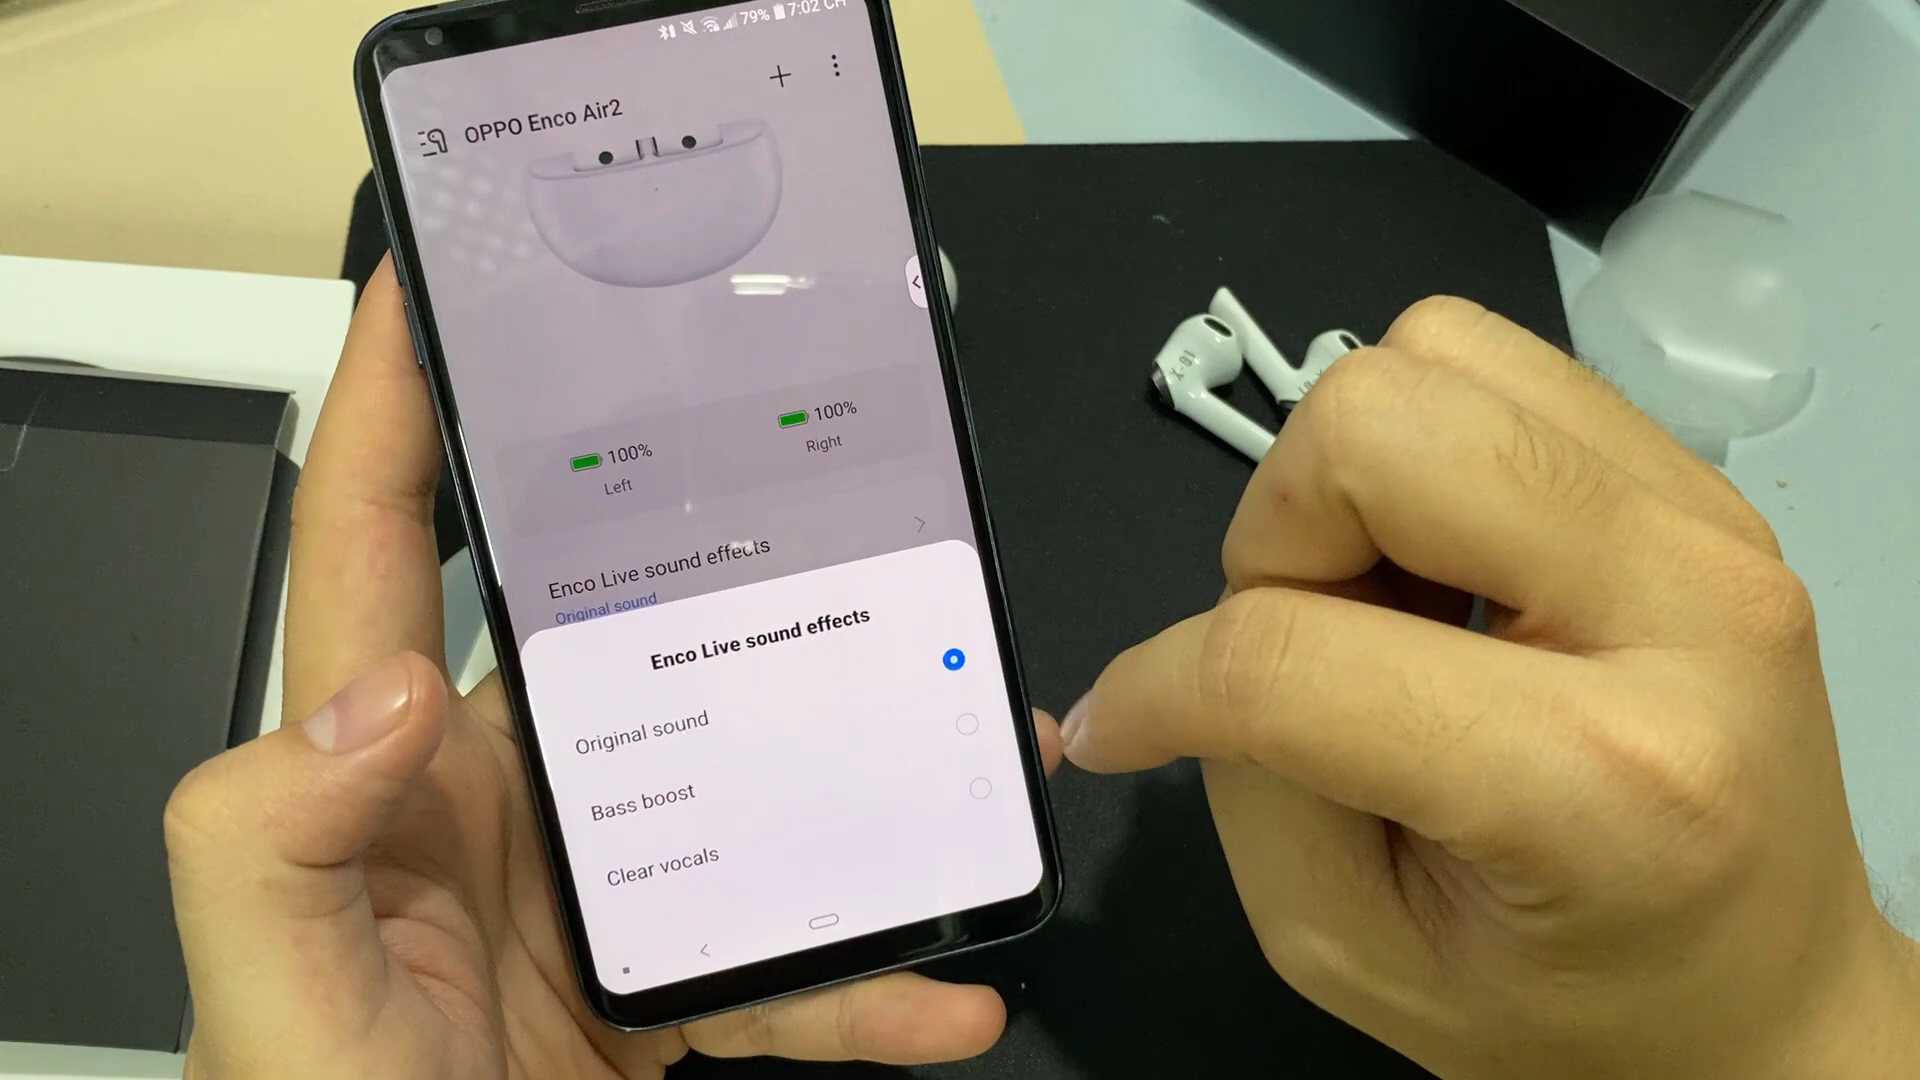 79% 7:02 CH
OPPO Enco Air2
100%
Left
100%
Right
Enco Live sound effects
Original sound
Enco Live sound effects
Original sound
Bass boost
Clear vocals
X-91